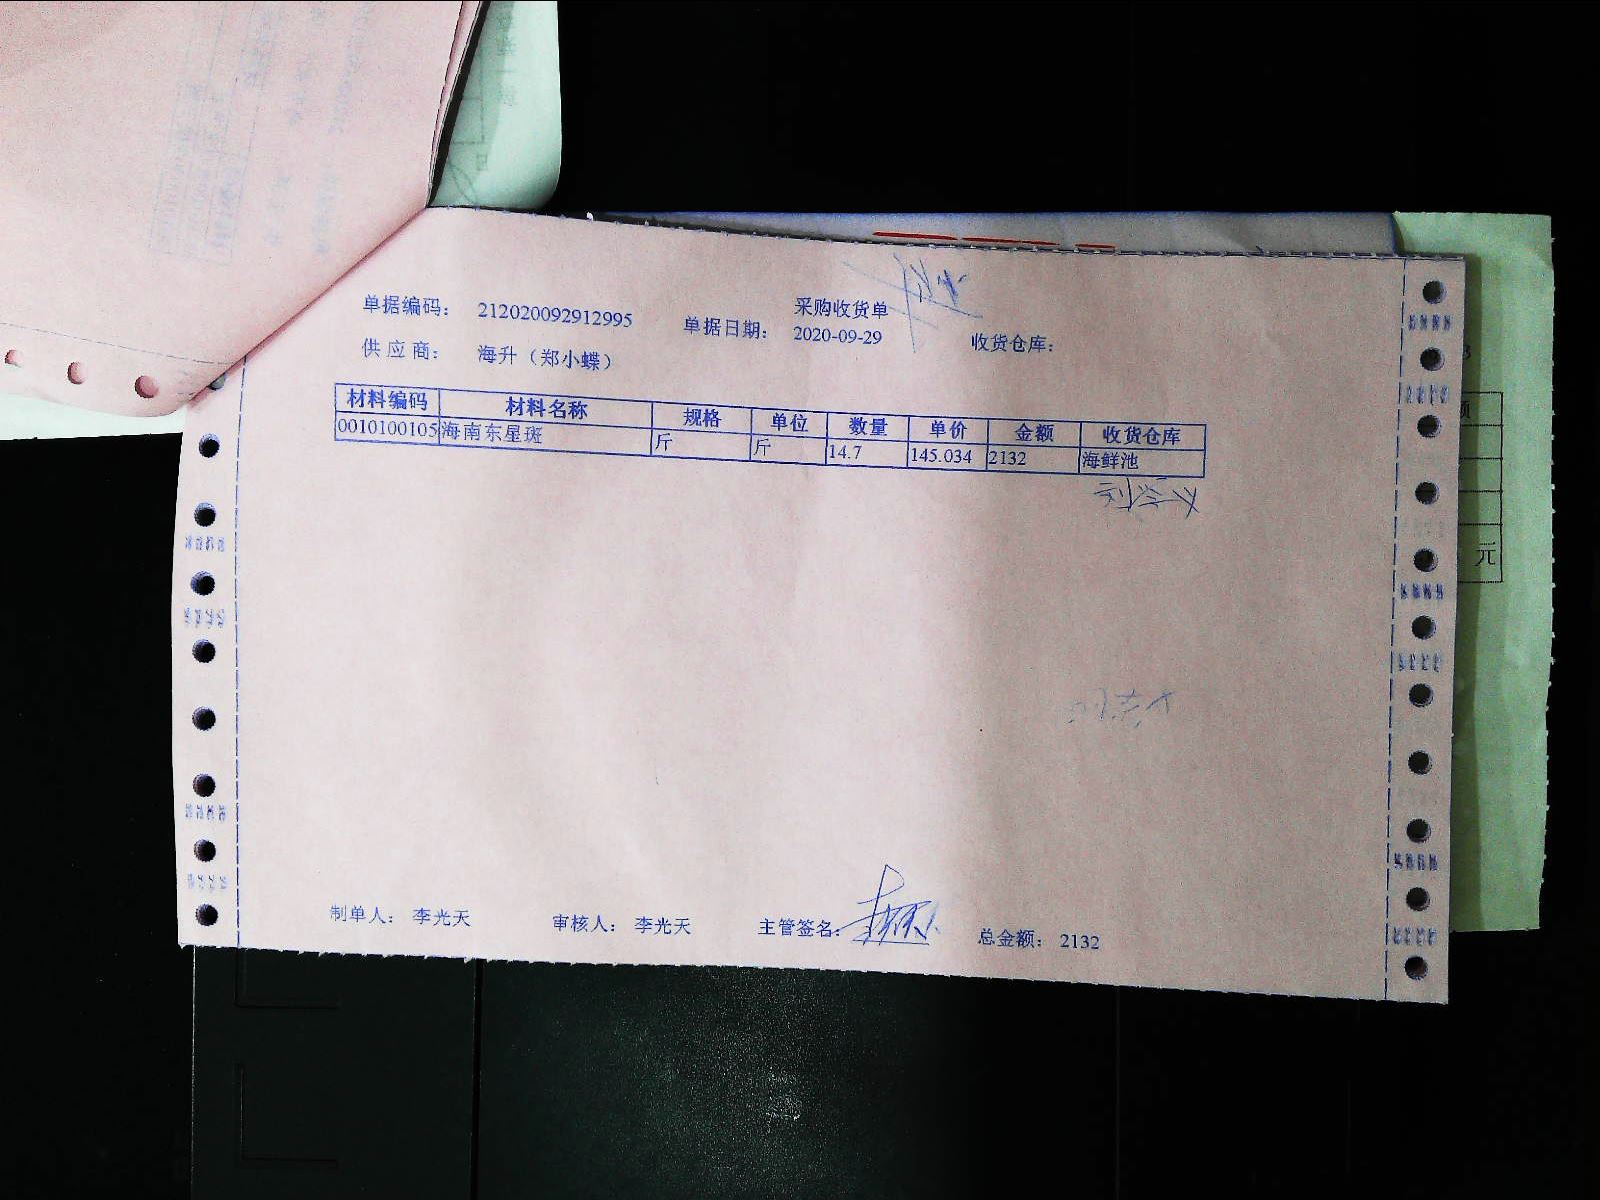 采购收货单
单据编码： 212020092912995 单据日期： 2020-09-29 收货仓库：
供应商： 海升（郑小蝶）
材料编码 材料名称 规格 单位 数量 单价 金额 收货仓库
0010100105 海南东星斑 斤 斤 14.7 145.034 2132 海鲜池
制单人： 李光天 审核人： 李光天 主管签名： 总金额： 2132
元